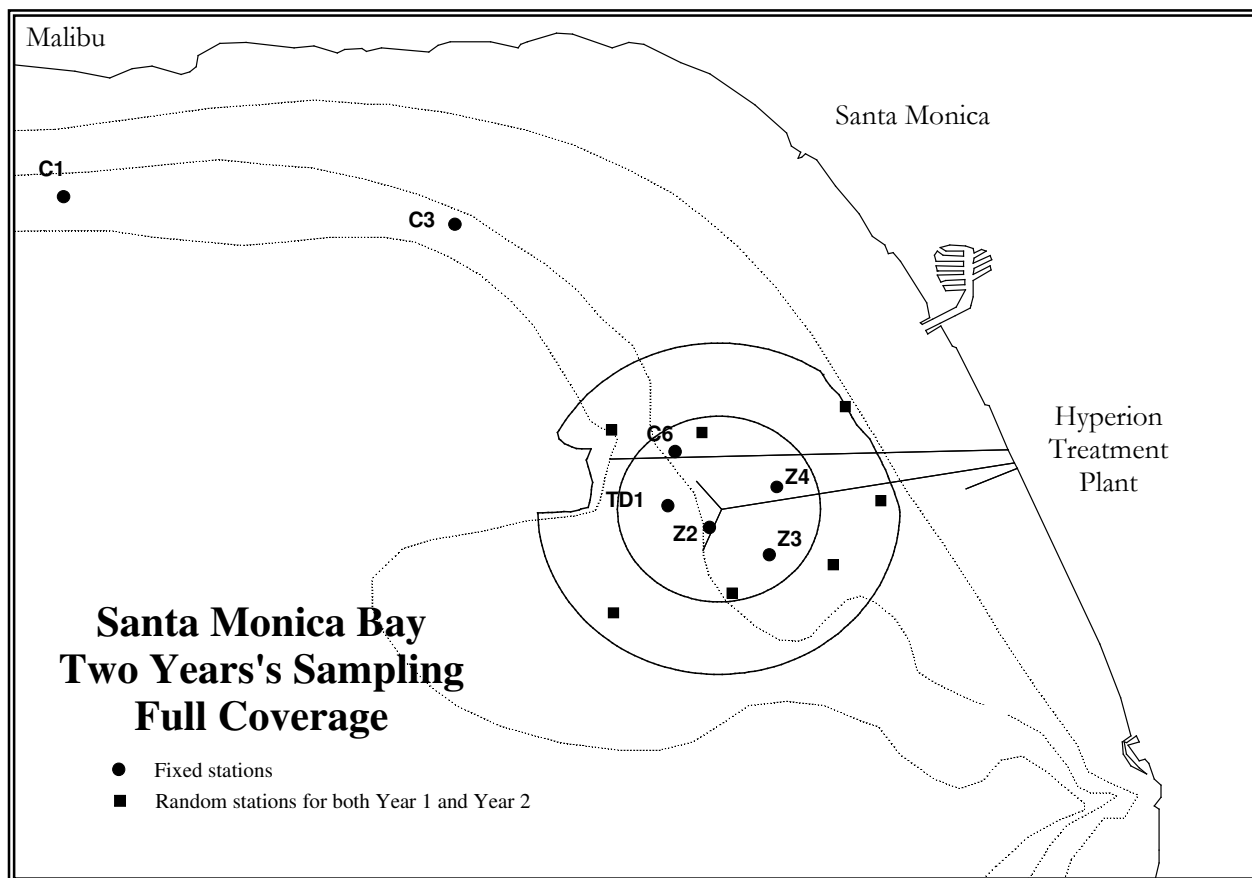 Malibu
Santa Monica
C1
C3
C6
Hyperion
Treatment
Plant
Z4
TD1
Z2
Z3
Santa Monica Bay
Two Years's Sampling
Full Coverage
Fixed stations
Random stations for both Year 1 and Year 2